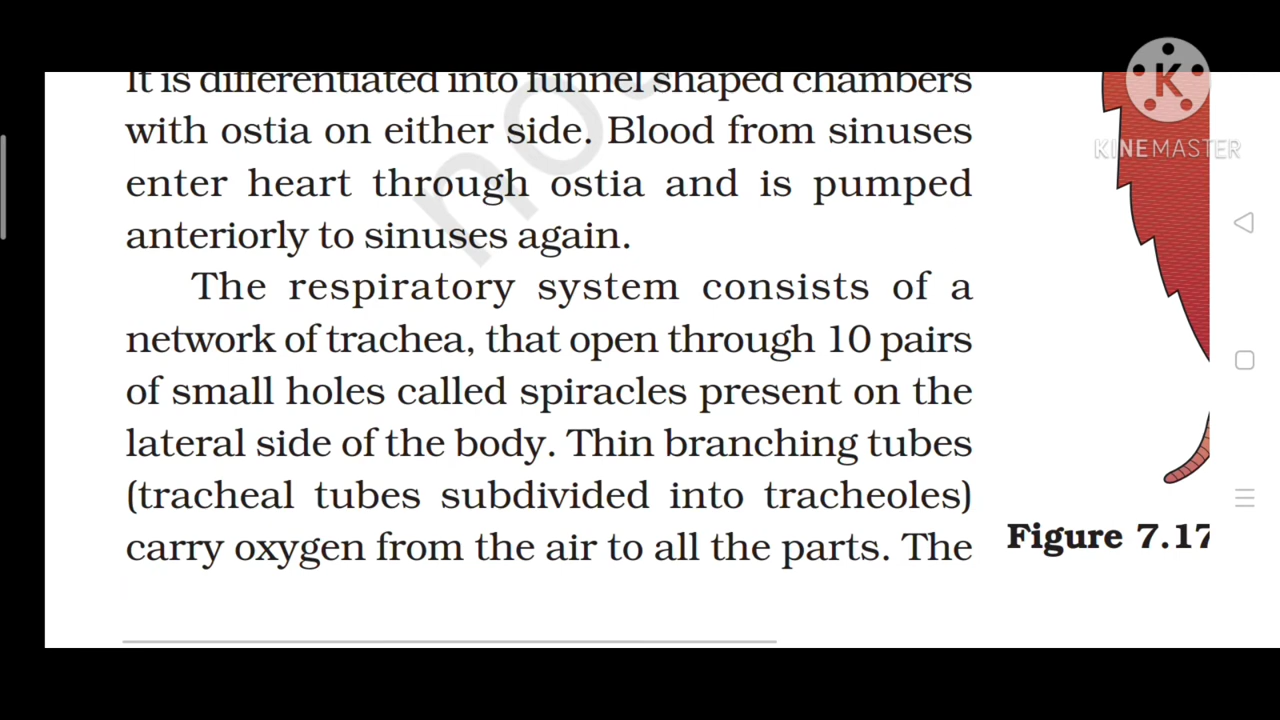 It is differentiated into funnel shaped chambers
with ostia on either side. Blood from sinuses
enter heart through ostia and is pumped
anteriorly to sinuses again.
The respiratory system consists of a
network of trachea, that open through 10 pairs
of small holes called spiracles present on the
lateral side of the body. Thin branching tubes
(tracheal tubes subdivided into tracheoles)
carry oxygen from the air to all the parts. The
Figure 7.17
K
KINEMASTER
not